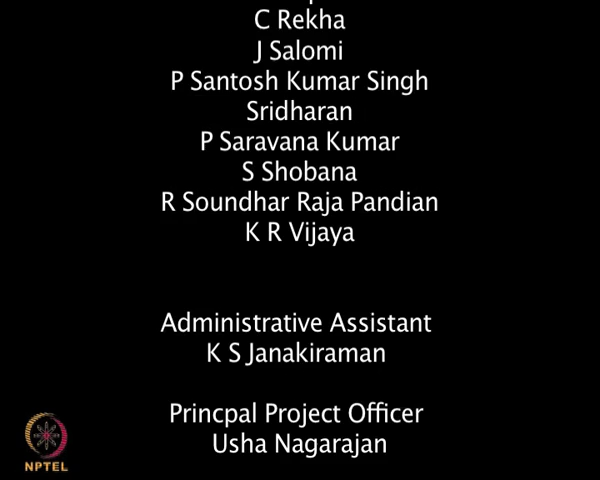 C Rekha
J Salomi
P Santosh Kumar Singh
Sridharan
P Saravana Kumar
S Shobana
R Soundhar Raja Pandian
K R Vijaya
Administrative Assistant
K S Janakiraman
Princpal Project Officer
Usha Nagarajan
NPTEL